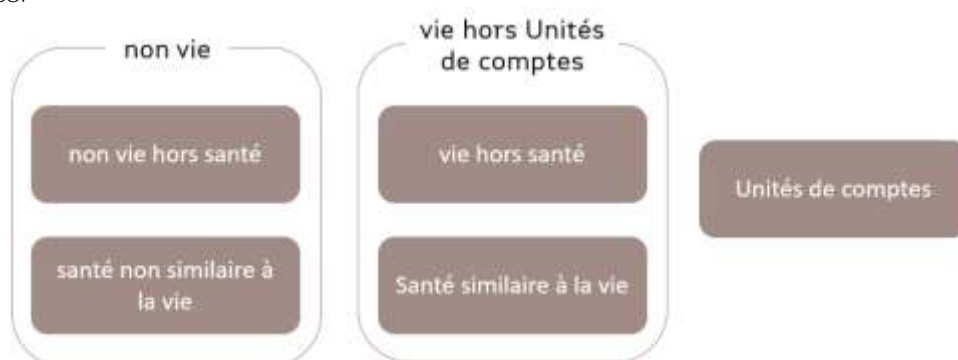 non vie
vie hors Unités
de comptes
non vie hors santé
vie hors santé
Unités de comptes
santé non similaire à
la vie
Santé similaire à la vie